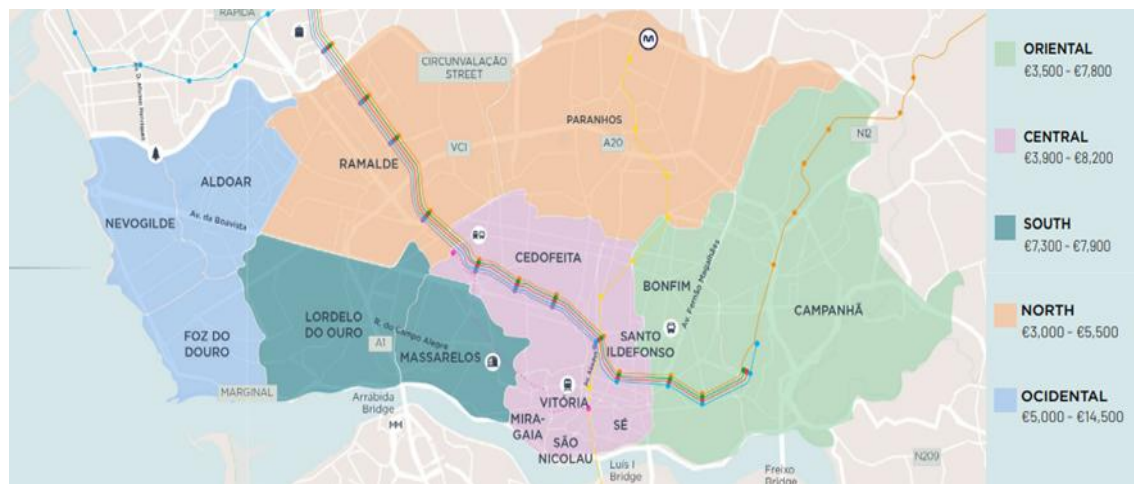 RÁPIDA
CIRCUNVALAÇÃO
STREET
PARANHOS
A20
N12
VC1
RAMALDE
ALDOAR
NEVOGILDE
Av. da Boavista
CEDOFEITA
BONFIM
Av. Fernão Magalhães
CAMPANHÃ
LORDELO
DO OURO
R. do Campo Alegre
A1
MASSARELOS
FOZ DO
DOURO
SANTO
ILDEFONSO
MARGINAL
Arrábida
Bridge
VITÓRIA
MIRA-
GAIA
SÉ
SÃO
NICOLAU
Luís I
Bridge
Freixo
Bridge
N209
ORIENTAL
€3,500 - €7,800
CENTRAL
€3,900 - €8,200
SOUTH
€7,300 - €7,900
NORTH
€3,000 - €5,500
OCIDENTAL
€5,000 - €14,500